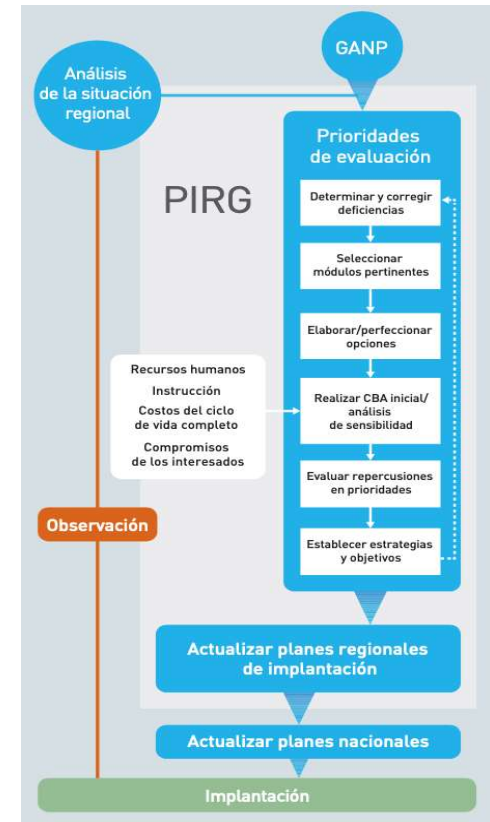 GANP
Análisis
de la situación
regional
Prioridades
de evaluación
PIRG
Determinar y corregir
deficiencias
Seleccionar
módulos pertinentes
Elaborar/perfeccionar
opciones
Recursos humanos
Instrucción
Costos del ciclo
de vida completo
Compromisos
de los interesados
Realizar CBA inicial/
análisis
de sensibilidad
Evaluar repercusiones
en prioridades
Observación
Establecer estrategias
y objetivos
Actualizar planes regionales
de implantación
Actualizar planes nacionales
Implantación